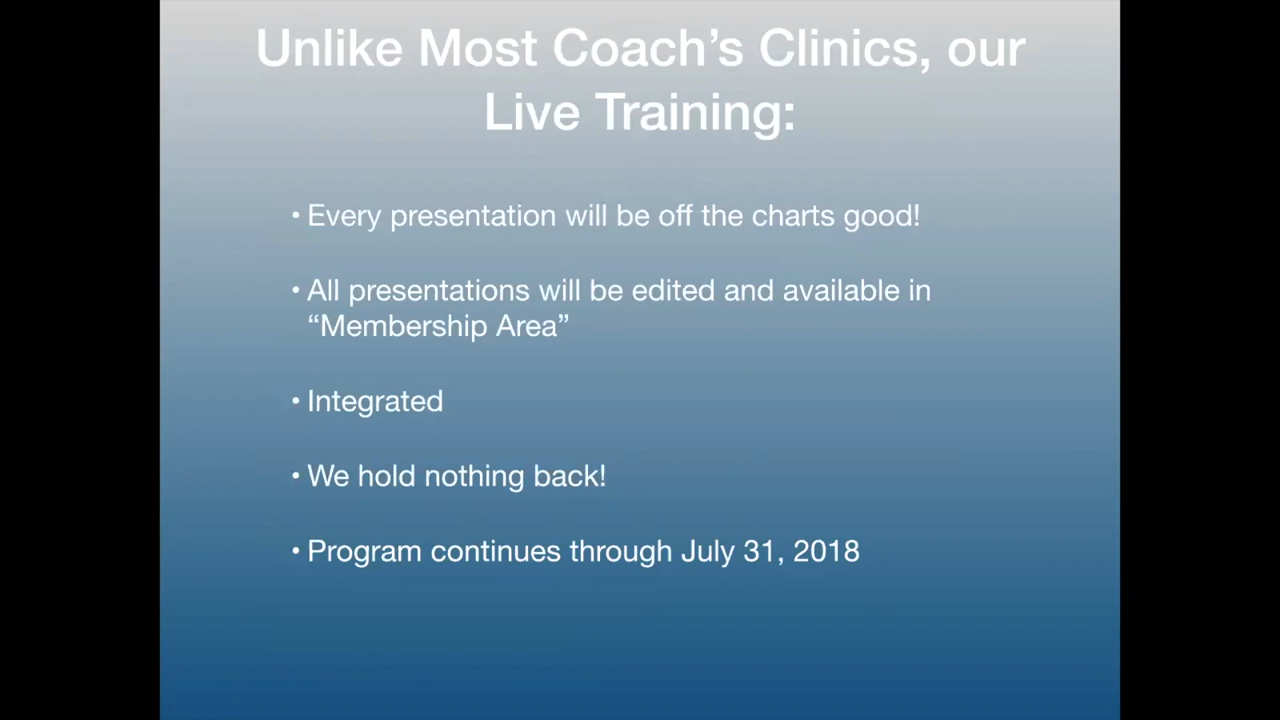 Unlike Most Coach’s Clinics, our
Live Training:
• Every presentation will be off the charts good!
• All presentations will be edited and available in
“Membership Area”
• Integrated
• We hold nothing back!
• Program continues through July 31, 2018